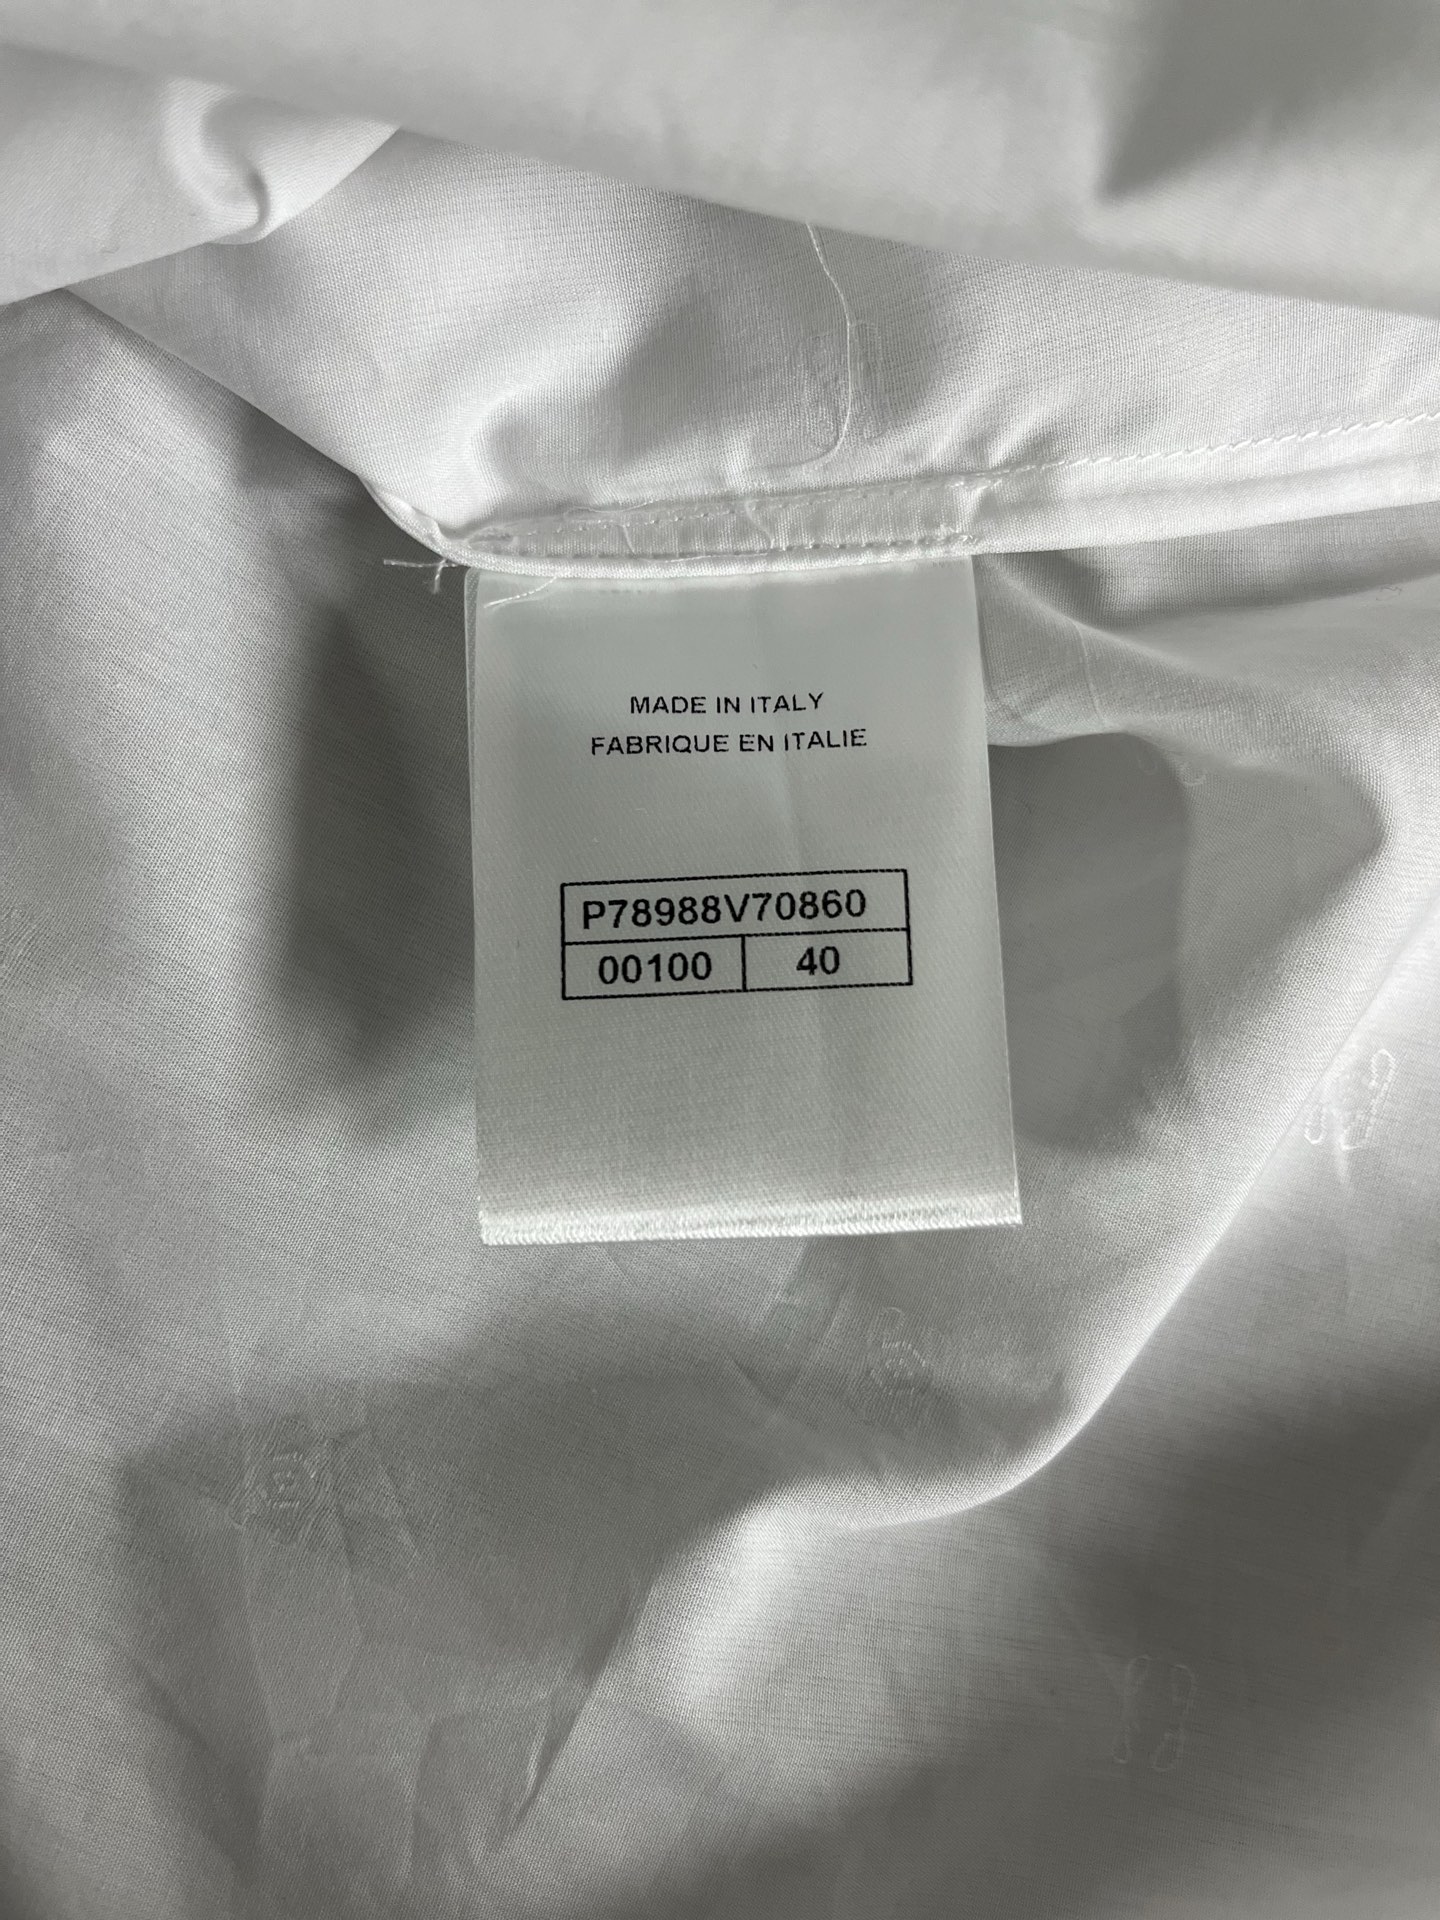 MADE IN ITALY
FABRIQUE EN ITALIE
P78988V70860
00100 40